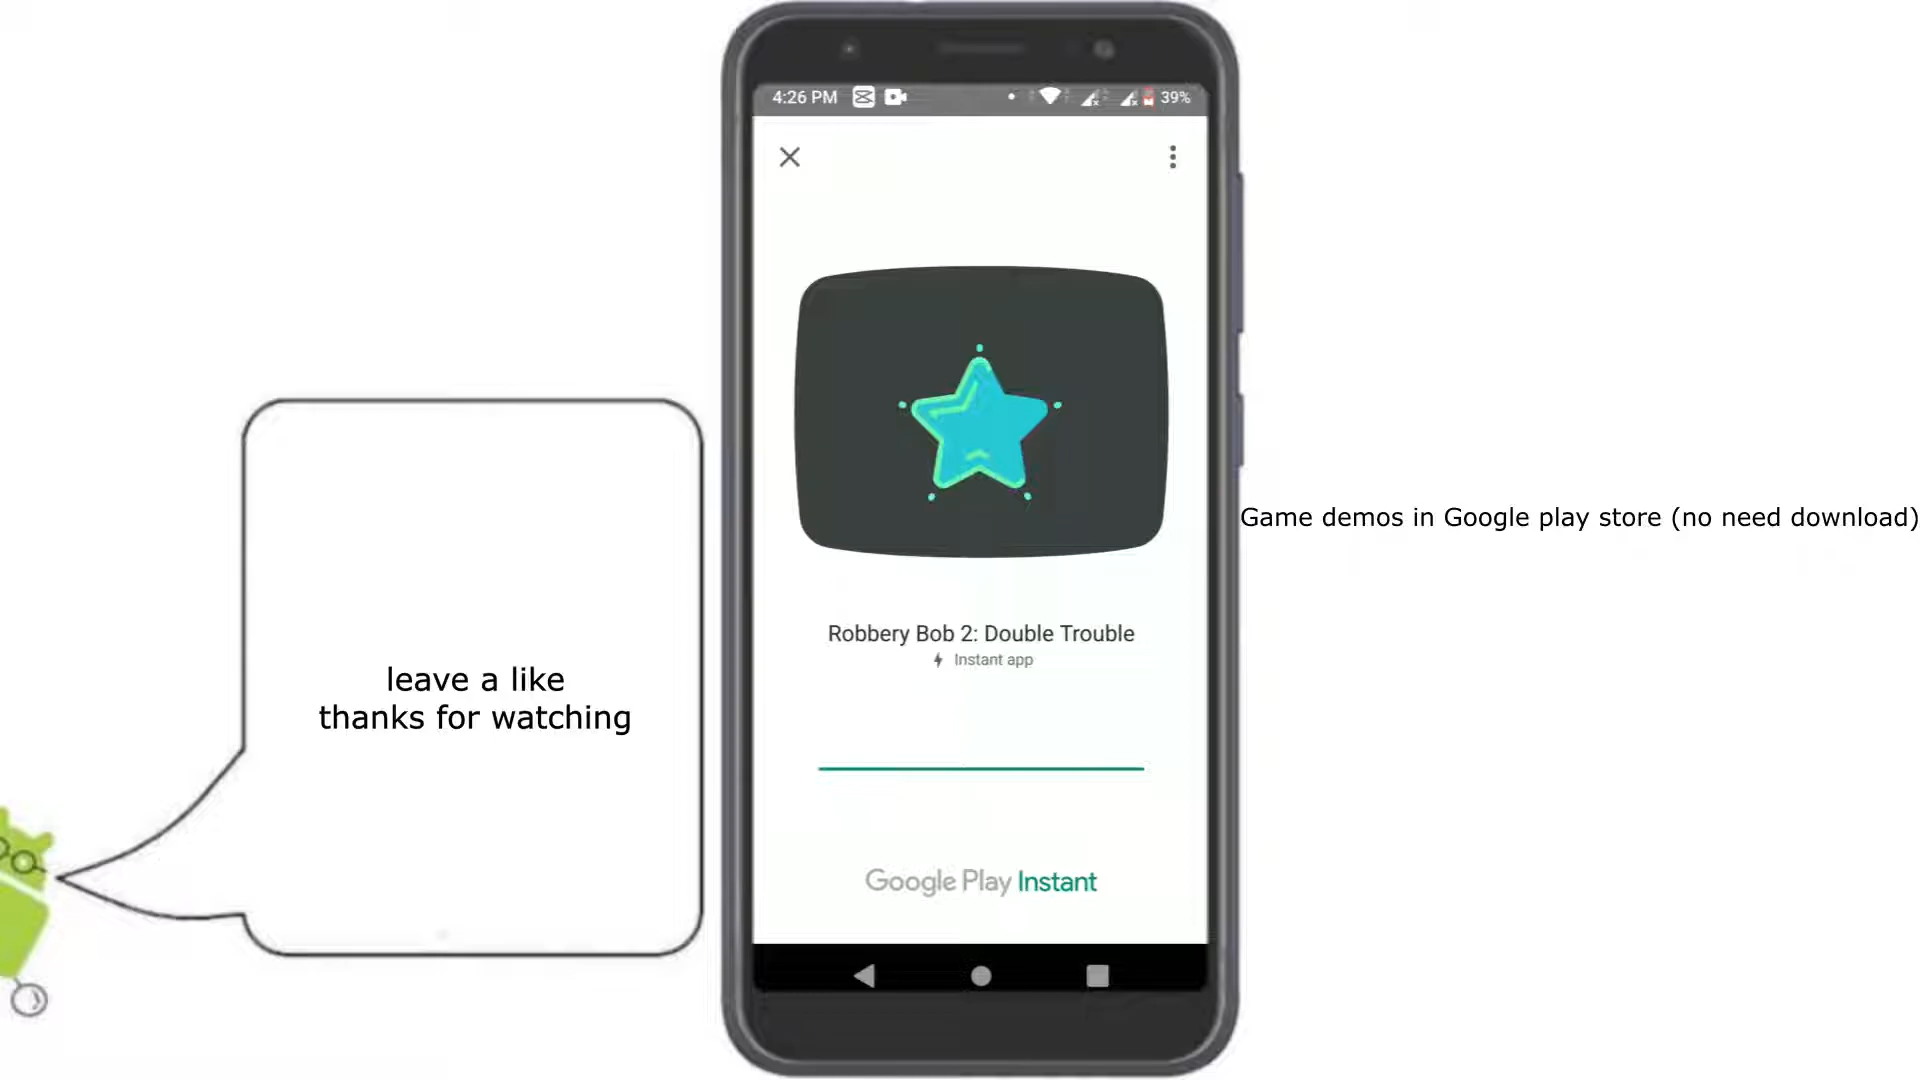 4:26 PM
39%
Robbery Bob 2: Double Trouble
Instant app
Google Play Instant
leave a like
thanks for watching
Game demos in Google play store (no need download)